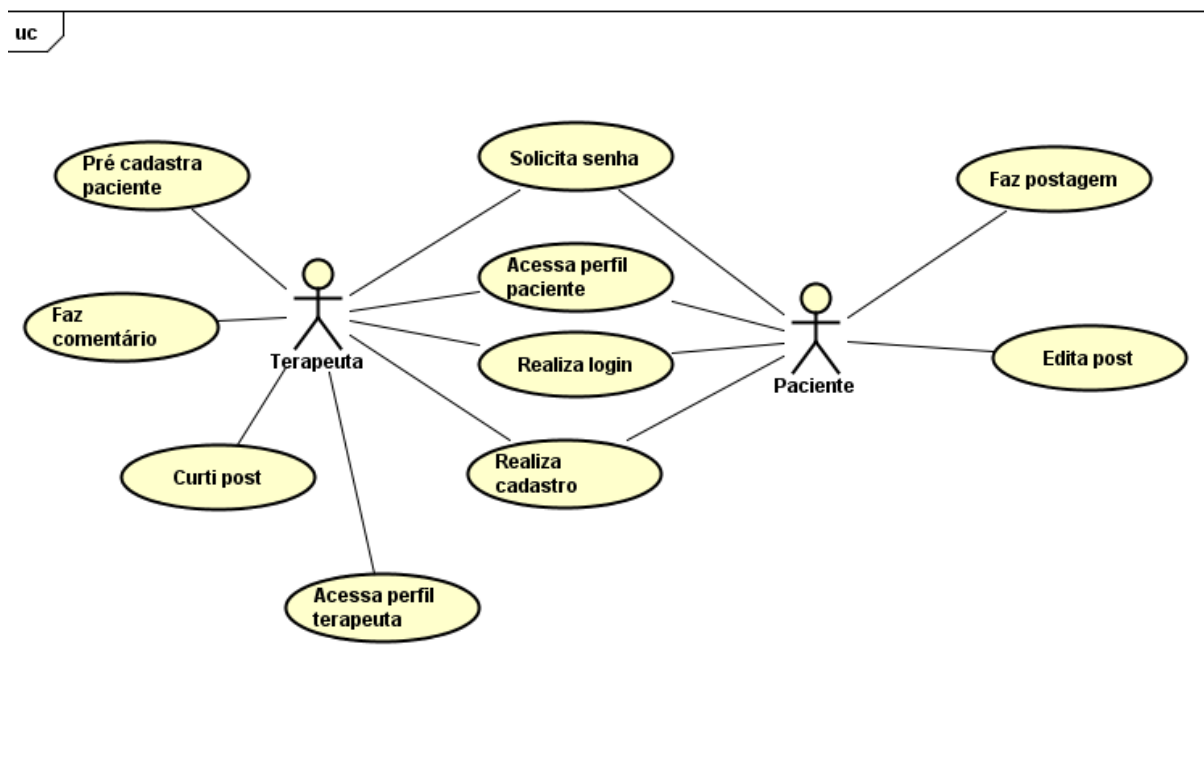 uc
Pré cadastra
paciente
Solicita senha
Faz postagem
Acessa perfil
paciente
Faz
comentário
Terapeuta
Realiza login
Paciente
Edita post
Curti post
Realiza
cadastro
Acessa perfil
terapeuta